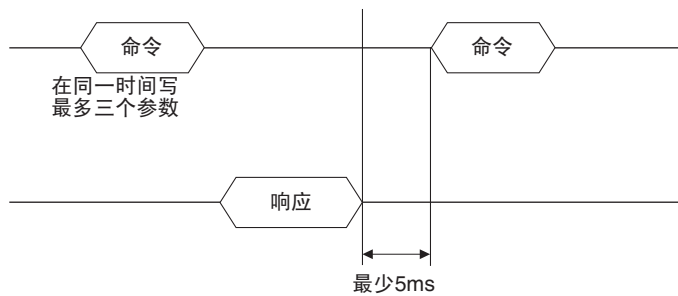 命令
命令
在同一时间写
最多三个参数
响应
最少5ms